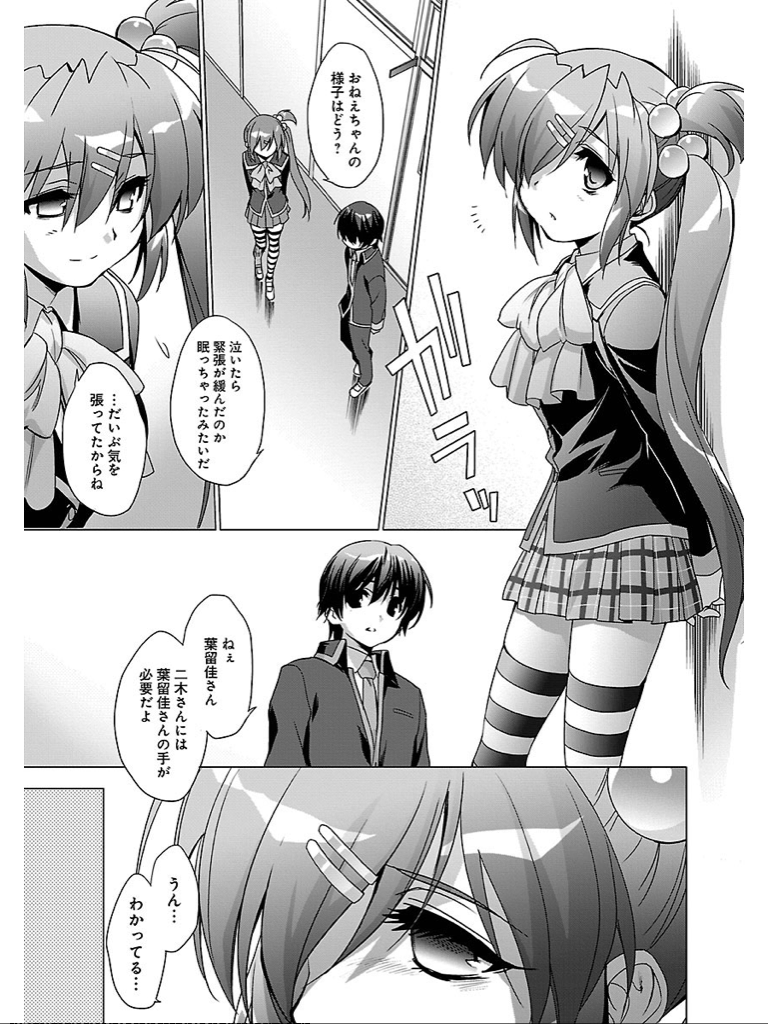 ガラッ
おねえちゃんの
様子はどう?
泣いたら
緊張が緩んだのか
眠っちゃったみたいだ
…だいぶ気を
張ってたからね
ねぇ
葉留佳さん
二木さんには
葉留佳さんの手が
必要だよ
うん…
わかってる…